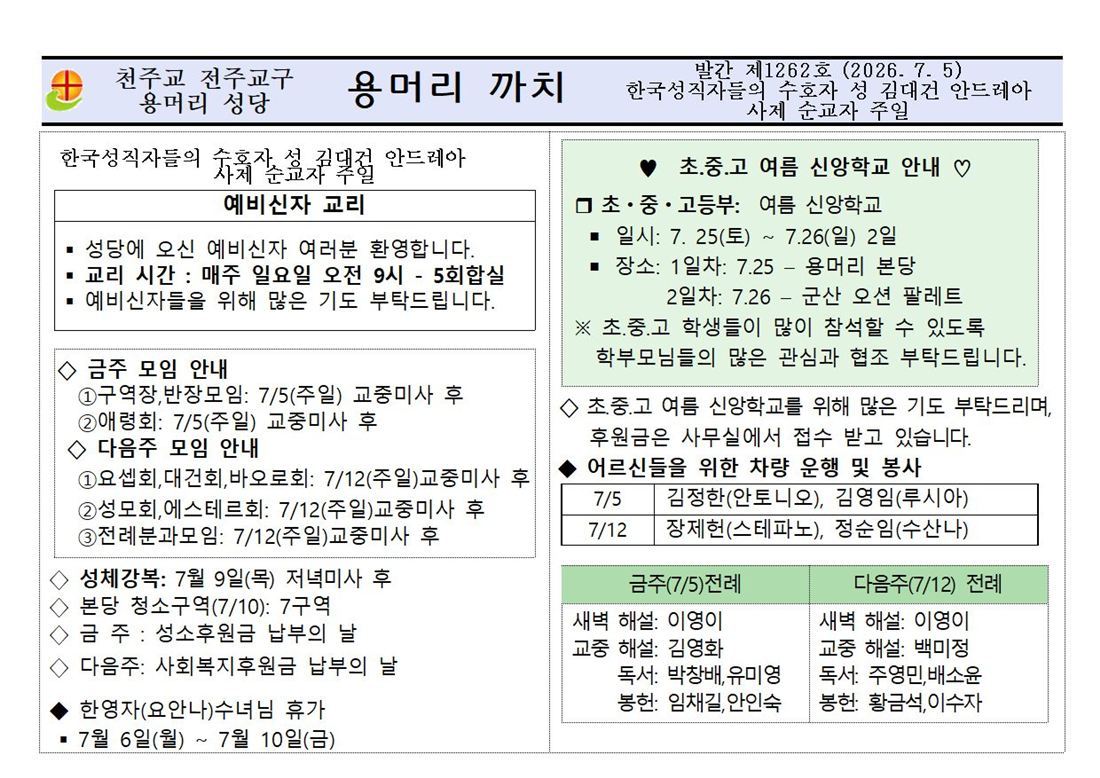 천주교 전주교구
용머리 성당
용머리 까치
발간 제1262호 (2026. 7. 5)
한국성직자들의 수호자 성 김대건 안드레아
사제 순교자 주일
한국성직자들의 수호자 성 김대건 안드레아
사제 순교자 주일
예비신자 교리
▪ 성당에 오신 예비신자 여러분 환영합니다.
▪ 교리 시간 : 매주 일요일 오전 9시 - 5회합실
▪ 예비신자들을 위해 많은 기도 부탁드립니다.
◇ 금주 모임 안내
①구역장,반장모임: 7/5(주일) 교중미사 후
②애령회: 7/5(주일) 교중미사 후
◇ 다음주 모임 안내
①요셉회,대건회,바오로회: 7/12(주일)교중미사 후
②성모회,에스테르회: 7/12(주일)교중미사 후
③전례분과모임: 7/12(주일)교중미사 후
◇ 성체강복: 7월 9일(목) 저녁미사 후
◇ 본당 청소구역(7/10): 7구역
◇ 금 주 : 성소후원금 납부의 날
◇ 다음주: 사회복지후원금 납부의 날
◆ 한영자(요안나)수녀님 휴가
▪ 7월 6일(월) ~ 7월 10일(금)
♥ 초.중.고 여름 신앙학교 안내 ♡
❒ 초・중・고등부: 여름 신앙학교
▪ 일시: 7. 25(토) ~ 7.26(일) 2일
▪ 장소: 1일차: 7.25 – 용머리 본당
2일차: 7.26 – 군산 오션 팔레트
※ 초.중.고 학생들이 많이 참석할 수 있도록
학부모님들의 많은 관심과 협조 부탁드립니다.
◇ 초.중.고 여름 신앙학교를 위해 많은 기도 부탁드리며,
후원금은 사무실에서 접수 받고 있습니다.
◆ 어르신들을 위한 차량 운행 및 봉사
7/5 김정한(안토니오), 김영임(루시아)
7/12 장제헌(스테파노), 정순임(수산나)
금주(7/5)전례
새벽 해설: 이영이
교중 해설: 김영화
독서: 박창배,유미영
봉헌: 임채길,안인숙
다음주(7/12) 전례
새벽 해설: 이영이
교중 해설: 백미정
독서: 주영민,배소윤
봉헌: 황금석,이수자